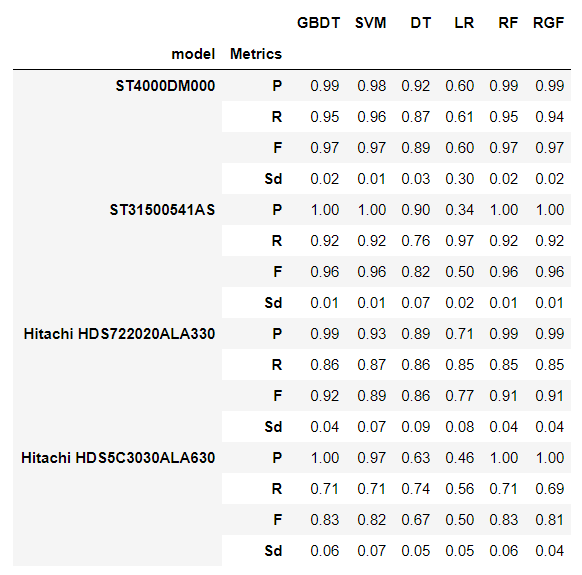 GBDT SVM DT LR RF RGF
model Metrics
ST4000DM000 P 0.99 0.98 0.92 0.60 0.99 0.99
R 0.95 0.96 0.87 0.61 0.95 0.94
F 0.97 0.97 0.89 0.60 0.97 0.97
Sd 0.02 0.01 0.03 0.30 0.02 0.02
ST31500541AS P 1.00 1.00 0.90 0.34 1.00 1.00
R 0.92 0.92 0.76 0.97 0.92 0.92
F 0.96 0.96 0.82 0.50 0.96 0.96
Sd 0.01 0.01 0.07 0.02 0.01 0.01
Hitachi HDS722020ALA330 P 0.99 0.93 0.89 0.71 0.99 0.99
R 0.86 0.87 0.86 0.85 0.85 0.85
F 0.92 0.89 0.86 0.77 0.91 0.91
Sd 0.04 0.07 0.09 0.08 0.04 0.04
Hitachi HDS5C3030ALA630 P 1.00 0.97 0.63 0.46 1.00 1.00
R 0.71 0.71 0.74 0.56 0.71 0.69
F 0.83 0.82 0.67 0.50 0.83 0.81
Sd 0.06 0.07 0.05 0.05 0.06 0.04